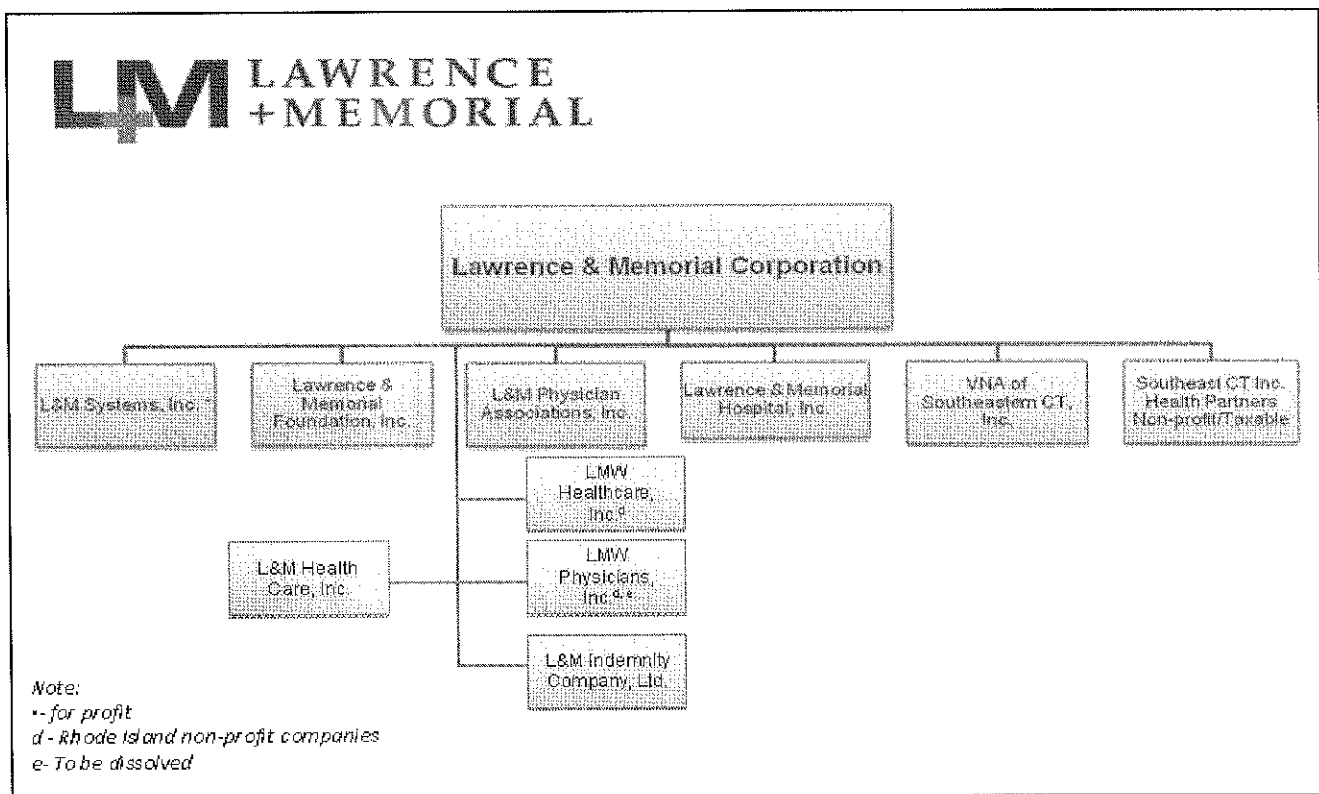 L+M LAWRENCE
+MEMORIAL
Lawrence & Memorial Corporation
L&M Systems, Inc. *
Lawrence &
Memorial
Foundation, Inc.
L&M Physician
Associations, Inc.
Lawrence & Memorial
Hospital, Inc.
VNA of
Southeastern CT,
Inc.
Southeast CT Inc.
Health Partners
Non-profit/Taxable
LMW
Healthcare,
Inc.d
L&M Health
Care, Inc.
LMW
Physicians,
Inc.d, e
L&M Indemnity
Company, Ltd.
Note:
*- for profit
d - Rhode Island non-profit companies
e- To be dissolved